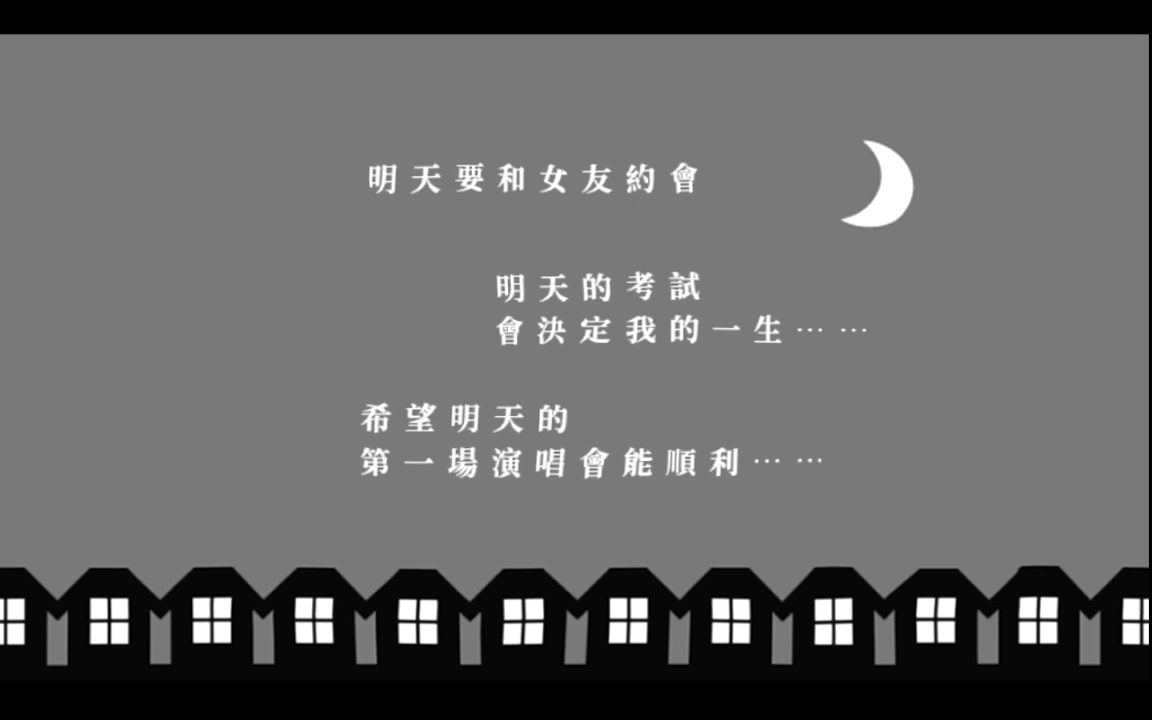 明天要和女友約會
明天的考試
會決定我的一生……
希望明天的
第一場演唱會能順利……